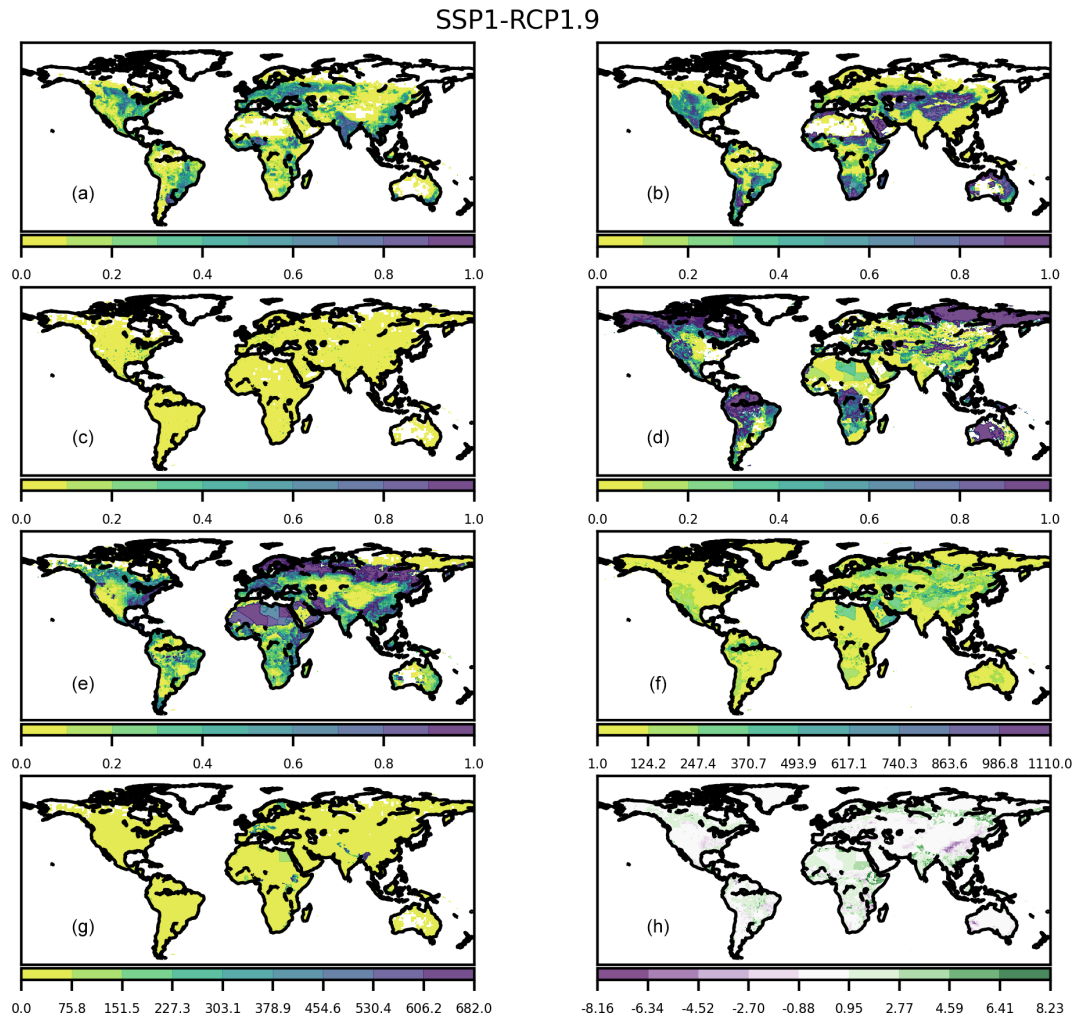 SSP1-RCP1.9
(a) (b)
0.0 0.2 0.4 0.6 0.8 1.0 0.0 0.2 0.4 0.6 0.8 1.0
(c) (d)
0.0 0.2 0.4 0.6 0.8 1.0 0.0 0.2 0.4 0.6 0.8 1.0
(e) (f)
0.0 0.2 0.4 0.6 0.8 1.0 1.0 124.2 247.4 370.7 493.9 617.1 740.3 863.6 986.8 1110.0
(g) (h)
0.0 75.8 151.5 227.3 303.1 378.9 454.6 530.4 606.2 682.0 -8.16 -6.34 -4.52 -2.70 -0.88 0.95 2.77 4.59 6.41 8.23